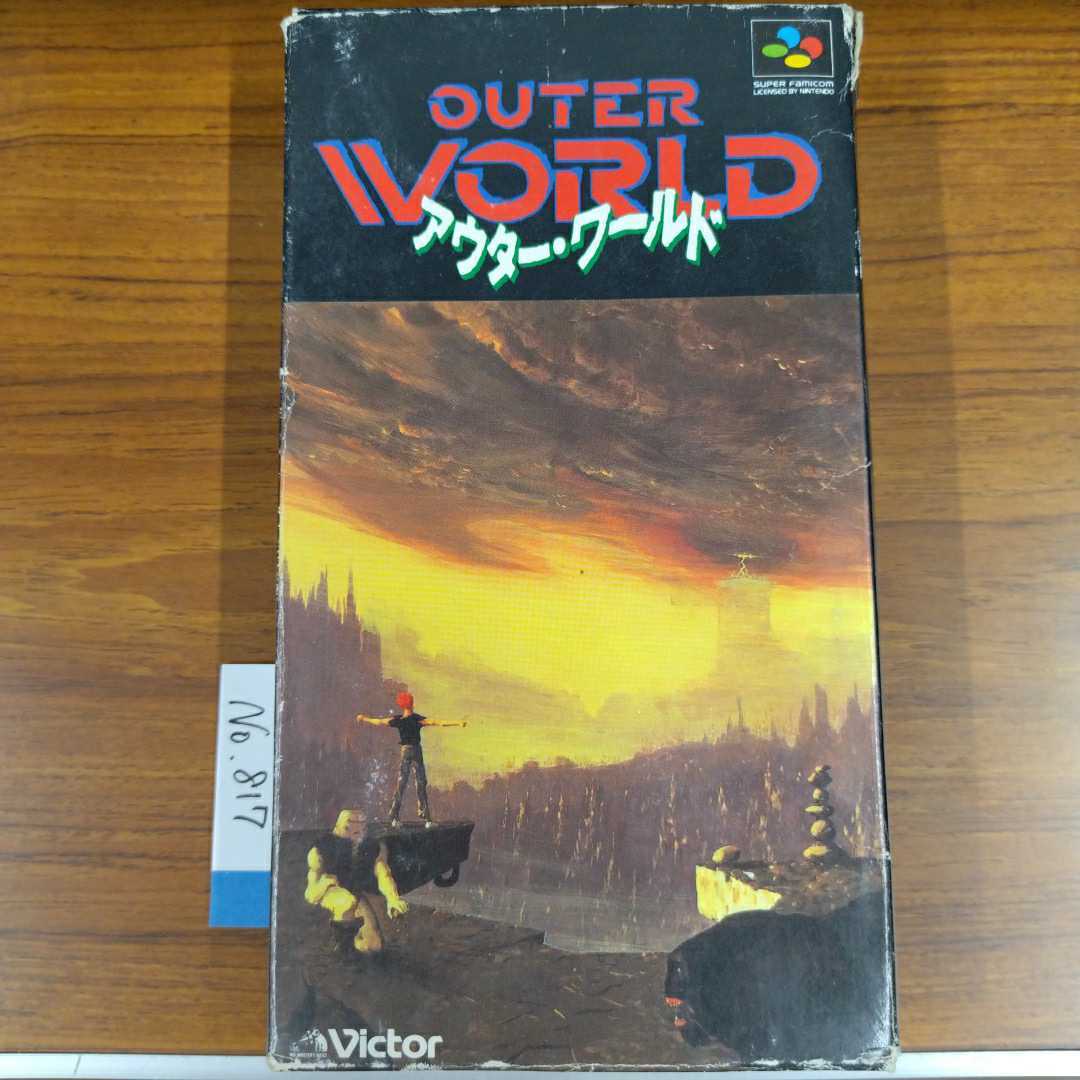 SUPER FAMICOM
LICENSED BY NINTENDO
OUTER
WORLD
アウター・ワールド
No. 817
Victor